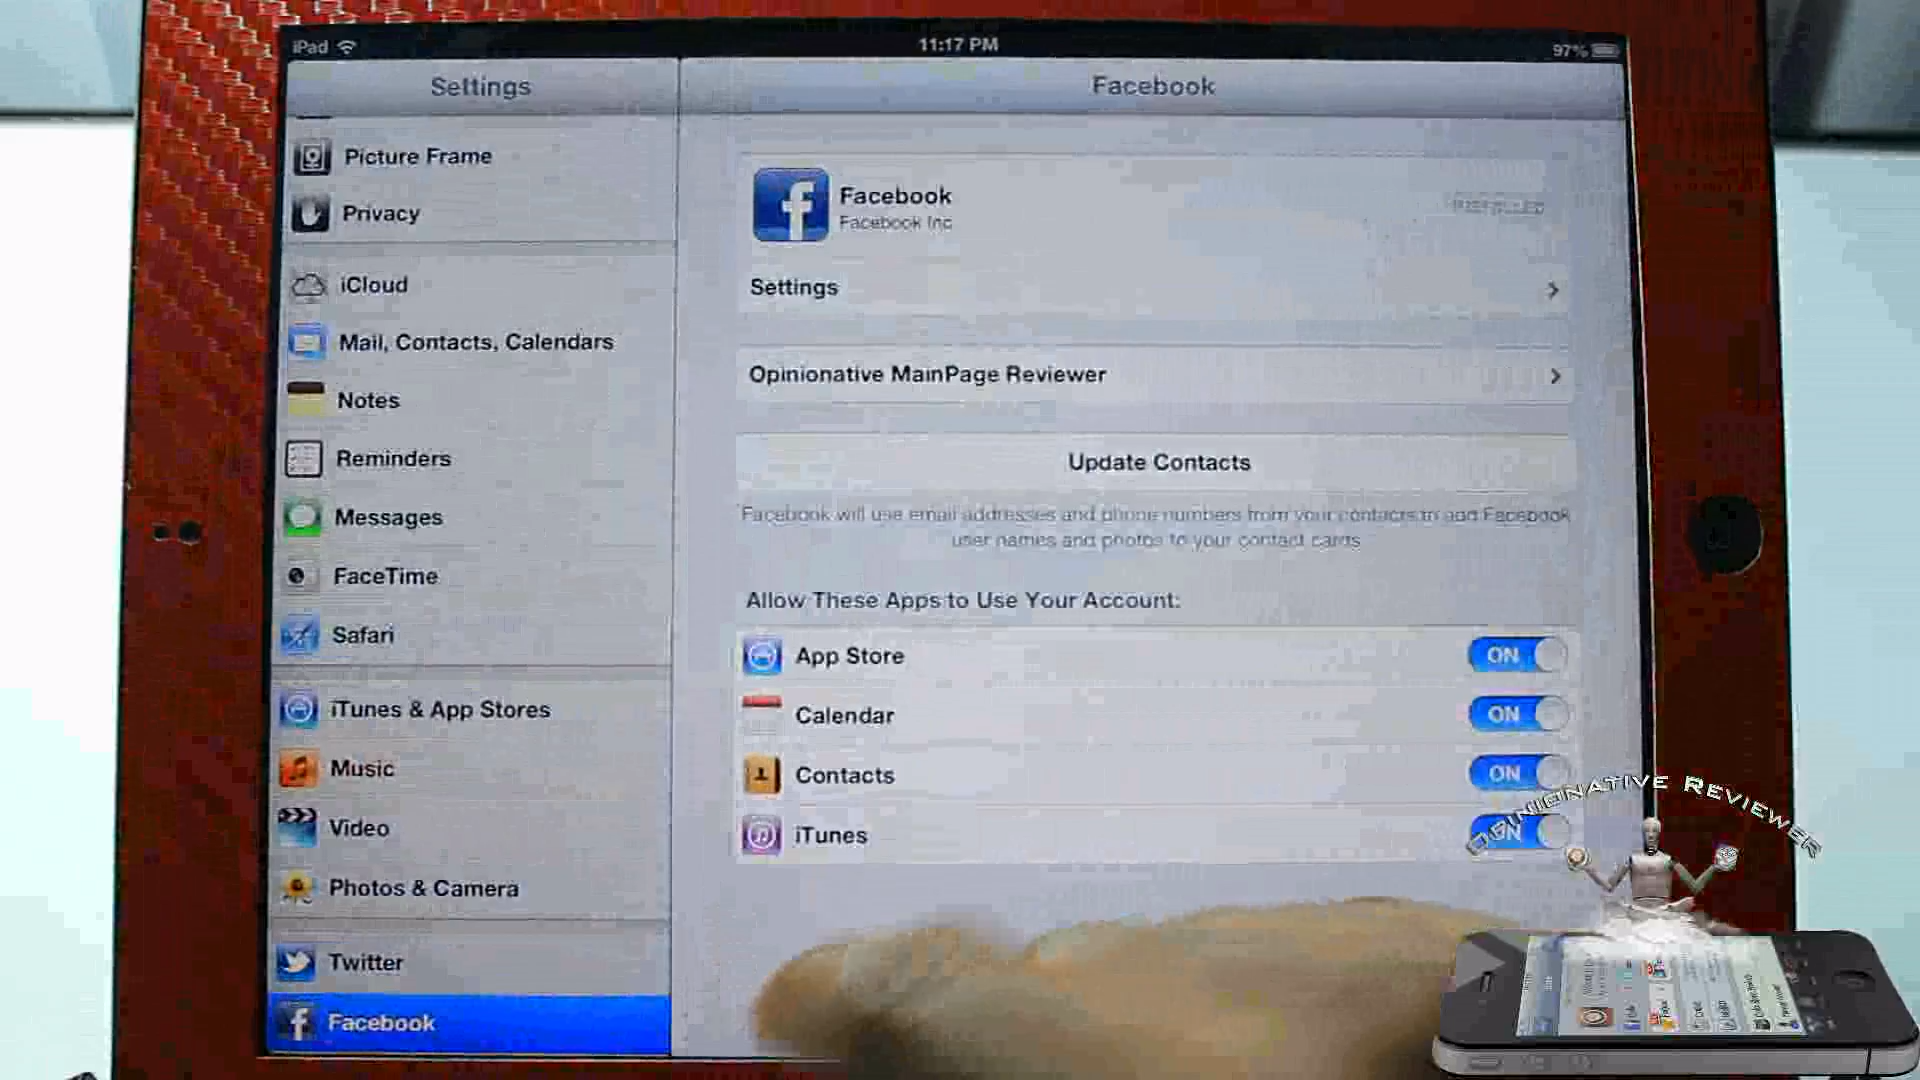 iPad
11:17 PM
97%
Settings
Facebook
Picture Frame
Privacy
iCloud
Mail, Contacts, Calendars
Notes
Reminders
Messages
FaceTime
Safari
iTunes & App Stores
Music
Video
Photos & Camera
Twitter
Facebook
Facebook
Facebook Inc
INSTALLED
Settings
Opinionative MainPage Reviewer
Update Contacts
Facebook will use email addresses and phone numbers from your contacts to add Facebook
user names and photos to your contact cards
Allow These Apps to Use Your Account:
App Store
ON
Calendar
ON
Contacts
ON
iTunes
ON
Opinionative Reviewer